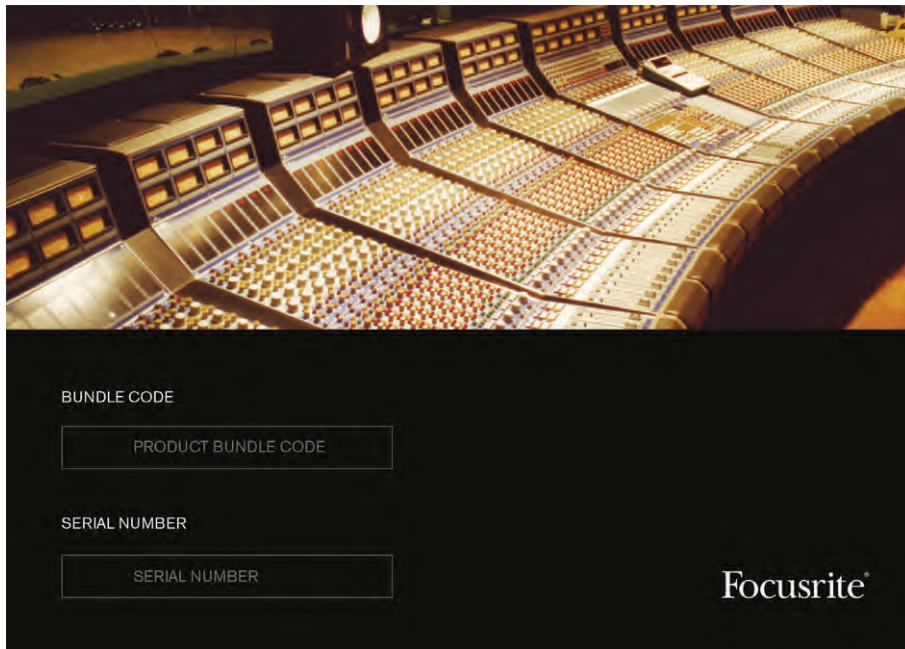 BUNDLE CODE
PRODUCT BUNDLE CODE
SERIAL NUMBER
SERIAL NUMBER
Focusrite®